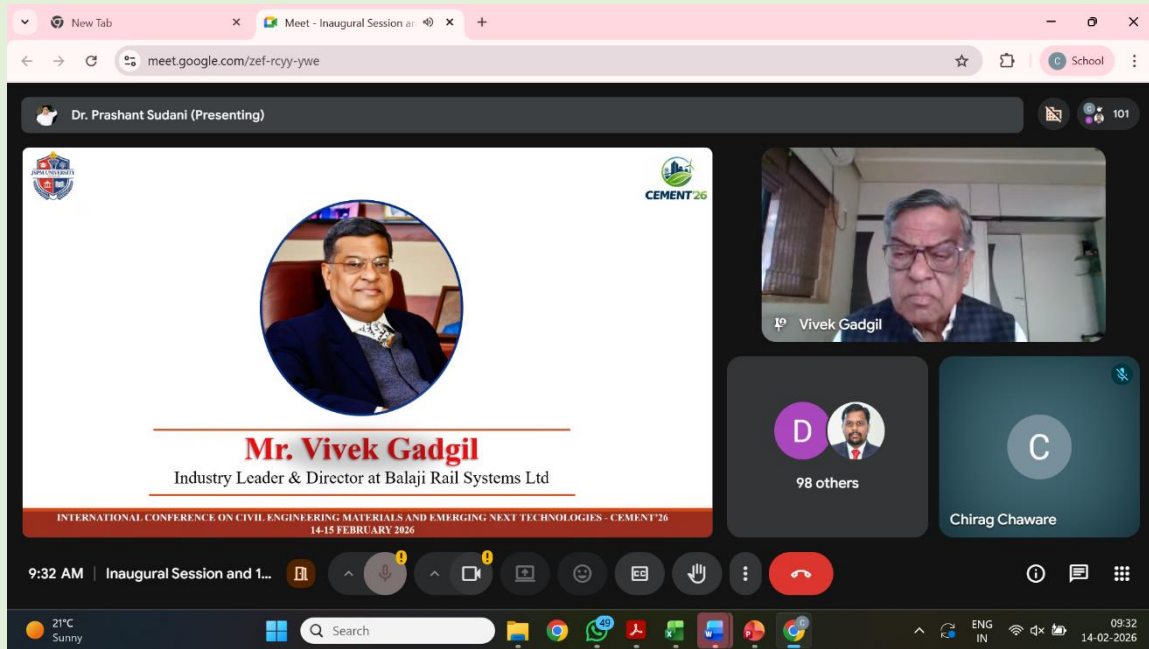 New Tab
Meet - Inaugural Session an
meet.google.com/zef-rcyy-ywe
School
Dr. Prashant Sudani (Presenting)
101
JSPM UNIVERSITY
CEMENT'26
Mr. Vivek Gadgil
Industry Leader & Director at Balaji Rail Systems Ltd
INTERNATIONAL CONFERENCE ON CIVIL ENGINEERING MATERIALS AND EMERGING NEXT TECHNOLOGIES - CEMENT'26
14-15 FEBRUARY 2026
Vivek Gadgil
D
98 others
C
Chirag Chaware
9:32 AM | Inaugural Session and 1...
21°C
Sunny
Search
49
ENG
IN
09:32
14-02-2026